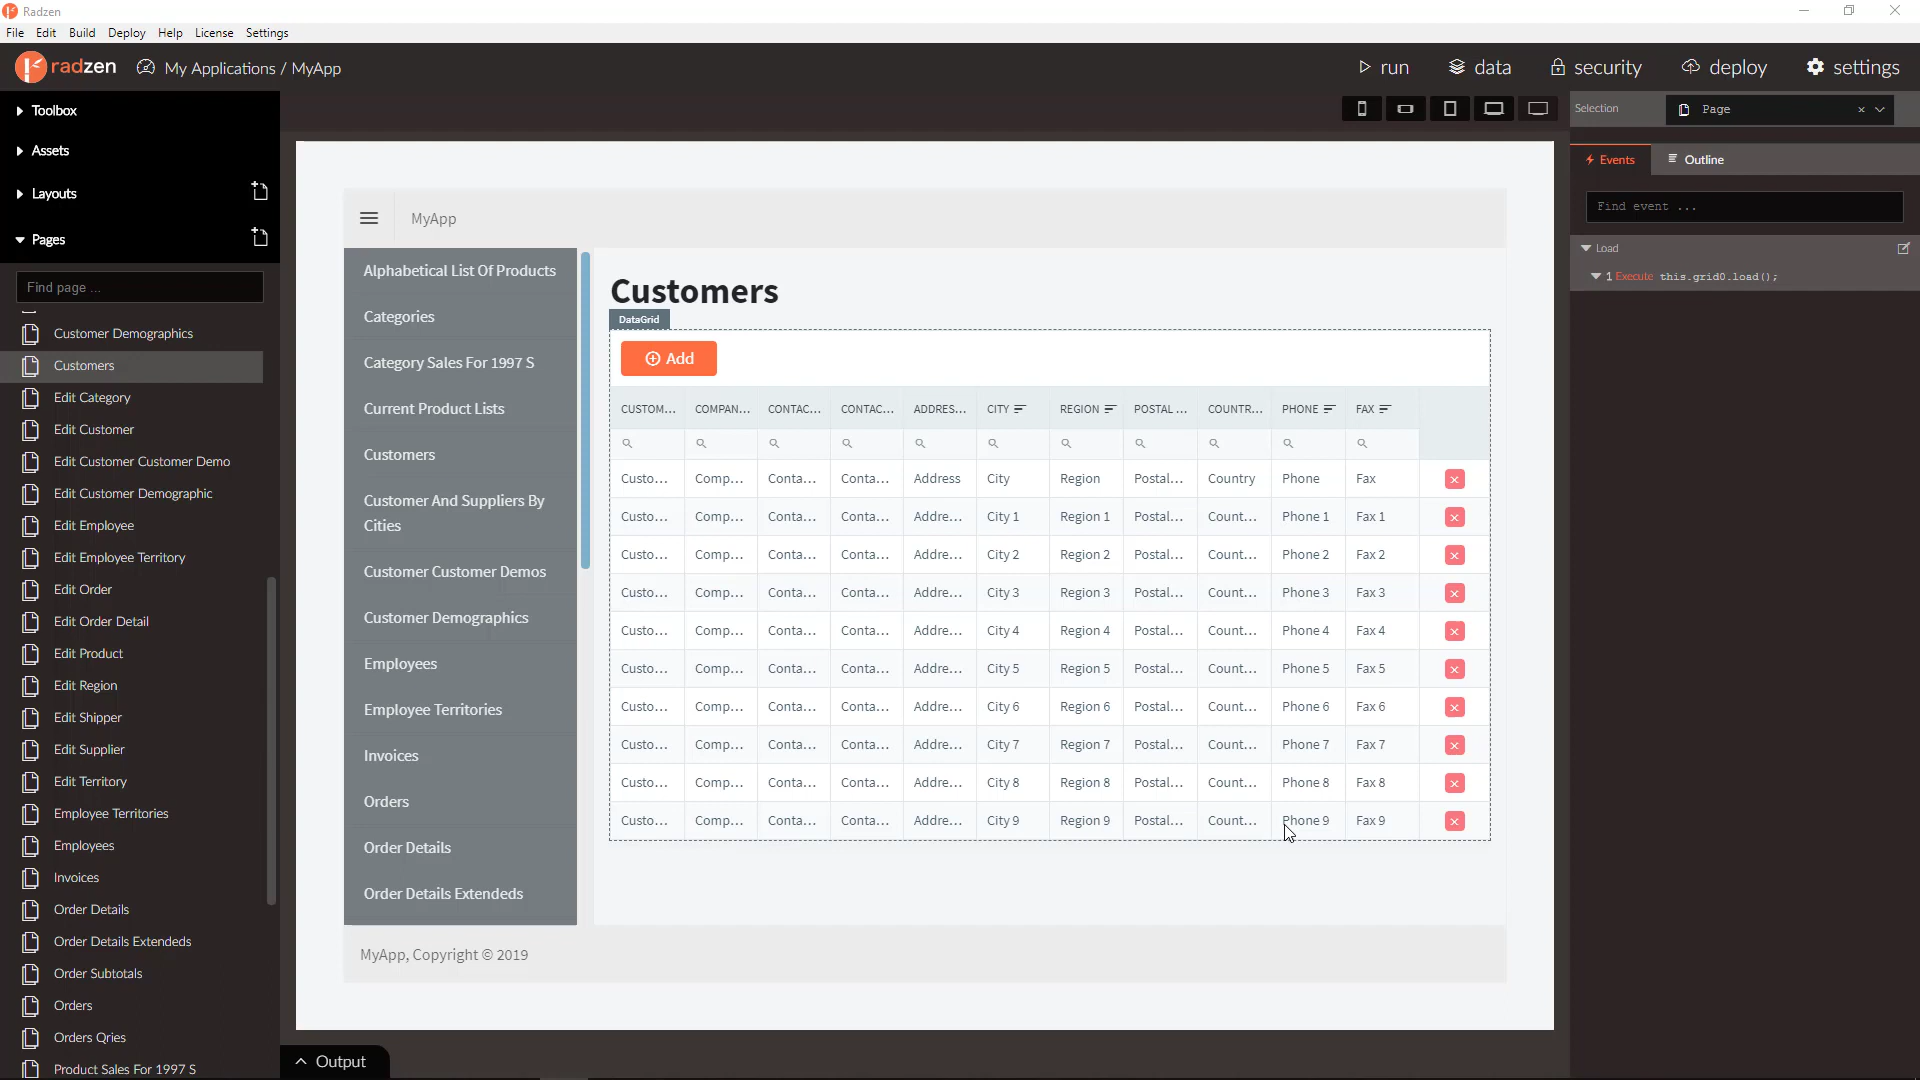 Radzen
File Edit Build Deploy Help License Settings
radzen My Applications / MyApp
run data security deploy settings
Toolbox
Assets
Layouts
Pages
Find page ...
Customer Demographics
Customers
Edit Category
Edit Customer
Edit Customer Customer Demo
Edit Customer Demographic
Edit Employee
Edit Employee Territory
Edit Order
Edit Order Detail
Edit Product
Edit Region
Edit Shipper
Edit Supplier
Edit Territory
Employee Territories
Employees
Invoices
Order Details
Order Details Extendeds
Order Subtotals
Orders
Orders Qries
Product Sales For 1997 S
MyApp
Alphabetical List Of Products
Categories
Category Sales For 1997 S
Current Product Lists
Customers
Customer And Suppliers By
Cities
Customer Customer Demos
Customer Demographics
Employees
Employee Territories
Invoices
Orders
Order Details
Order Details Extendeds
Customers
DataGrid
Add
CUSTOM... COMPAN... CONTAC... CONTAC... ADDRES... CITY REGION POSTAL ... COUNTR... PHONE FAX
Custo... Comp... Conta... Conta... Address City Region Postal... Country Phone Fax
Custo... Comp... Conta... Conta... Addre... City 1 Region 1 Postal... Count... Phone 1 Fax 1
Custo... Comp... Conta... Conta... Addre... City 2 Region 2 Postal... Count... Phone 2 Fax 2
Custo... Comp... Conta... Conta... Addre... City 3 Region 3 Postal... Count... Phone 3 Fax 3
Custo... Comp... Conta... Conta... Addre... City 4 Region 4 Postal... Count... Phone 4 Fax 4
Custo... Comp... Conta... Conta... Addre... City 5 Region 5 Postal... Count... Phone 5 Fax 5
Custo... Comp... Conta... Conta... Addre... City 6 Region 6 Postal... Count... Phone 6 Fax 6
Custo... Comp... Conta... Conta... Addre... City 7 Region 7 Postal... Count... Phone 7 Fax 7
Custo... Comp... Conta... Conta... Addre... City 8 Region 8 Postal... Count... Phone 8 Fax 8
Custo... Comp... Conta... Conta... Addre... City 9 Region 9 Postal... Count... Phone 9 Fax 9
MyApp, Copyright © 2019
Output
Selection Page
Events Outline
Find event ...
Load
1 Execute this.grid0.load();